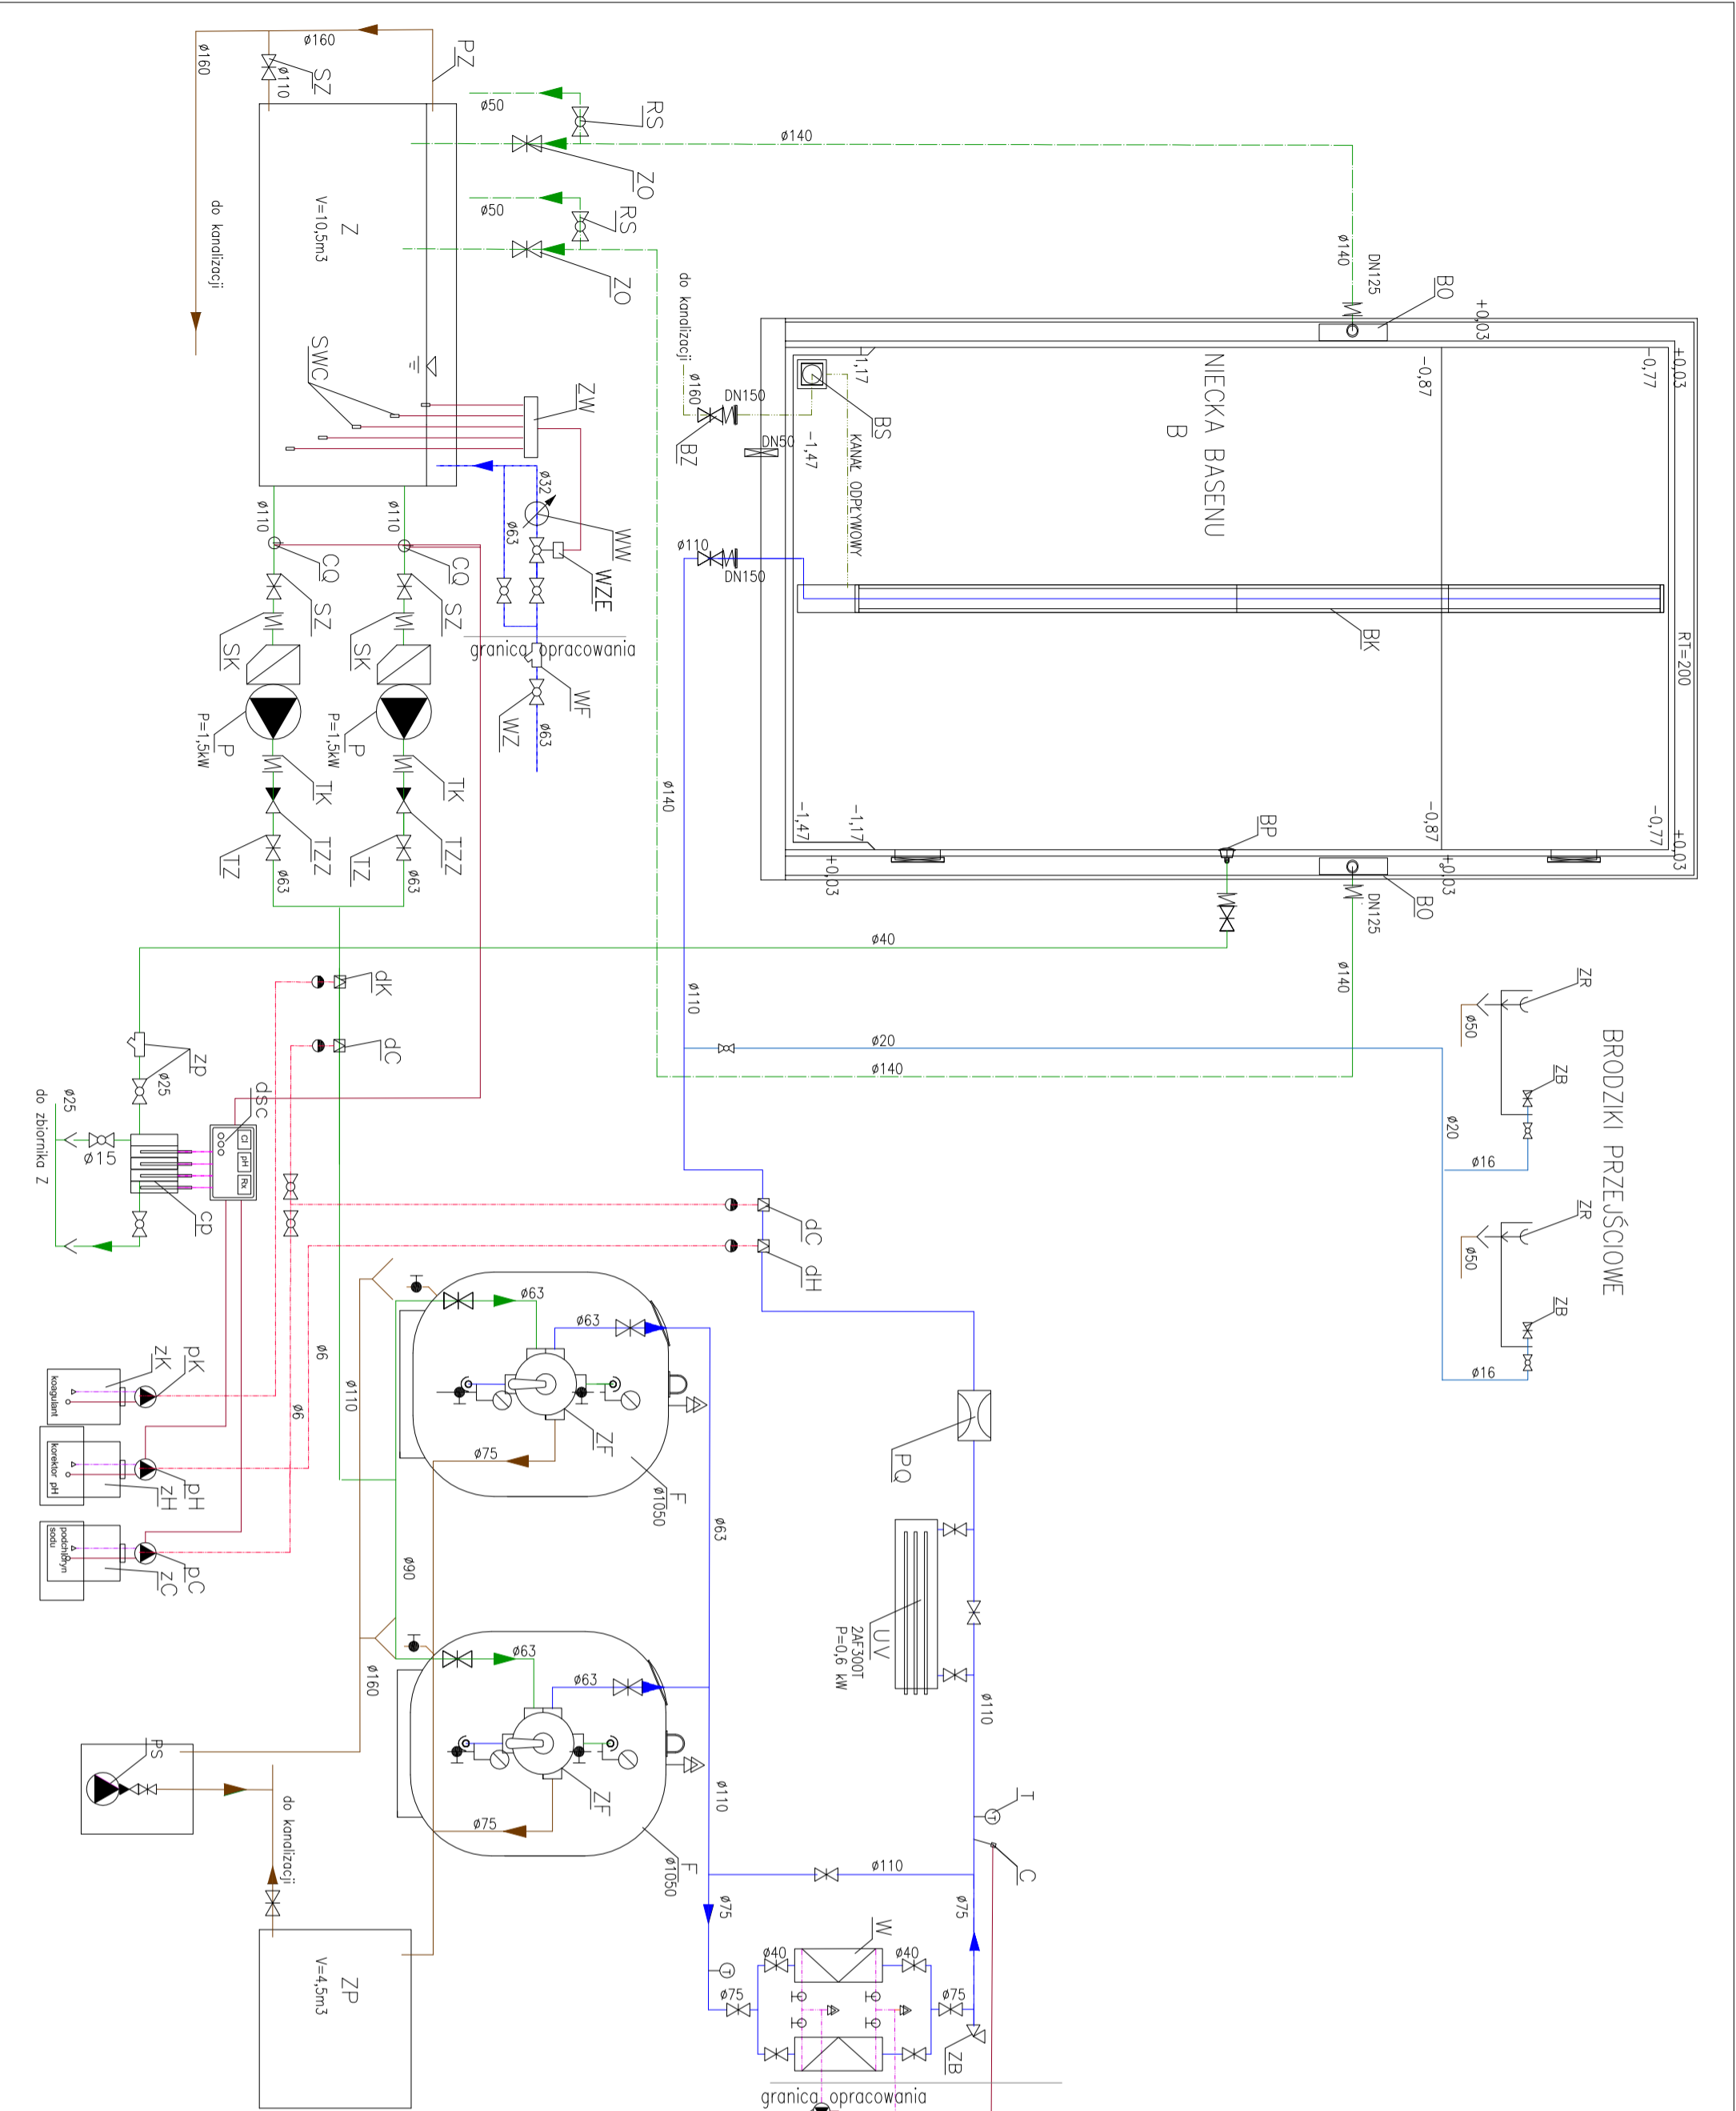 PZ
ø160
ø160
SZ
ø110
do kanalizacji
Z
V=10,5m3
ø50
RS
ZO
ø140
ø50
RS
ZO
SWC
ZW
ø32
WW
ø63
WZE
granica opracowania
WF
WZ
ø63
ø110
ø110
CQ
CQ
SZ
SZ
SK
SK
P
P=1,5kW
P
P=1,5kW
TK
TK
TZZ
TZZ
TZ
TZ
ø63
ø63
ø140
DN125
BO
+0,03
+0,03
-0,77
-0,87
1,17
-1,47
NIECKA BASENU
B
BS
KANAŁ ODPŁYWOWY
do kanalizacji
ø160
DN150
BZ
DN50
ø110
DN150
BK
RT=200
-1,47
-1,17
-0,87
-0,77
+0,03
+0,03
+0,03
BP
BO
DN125
ø140
ø140
ø40
ø110
ø20
ø140
BRODZIKI PRZEJŚCIOWE
ZR
ø50
ZB
ø20
ø16
ZR
ø50
ZB
ø16
dK
dC
zp
ø25
ø25
do zbiornika Z
ø15
dsc
Cl
pH
Rx
cp
dC
dH
ø6
ø6
ø110
zK
pK
koagulant
zH
pH
korektor pH
zC
pC
podchloryn
sodu
ø63
ø63
ZF
ø75
F
ø1050
ø63
ø90
ø160
ø63
ø63
ZF
ø75
F
ø1050
ø110
PQ
UV
2AF300T
P=0,6 kW
ø110
T
T
C
ø110
ø75
ø75
W
ø40
ø40
T
ø75
ø75
ZB
granica opracowania
PS
do kanalizacji
ZP
V=4,5m3